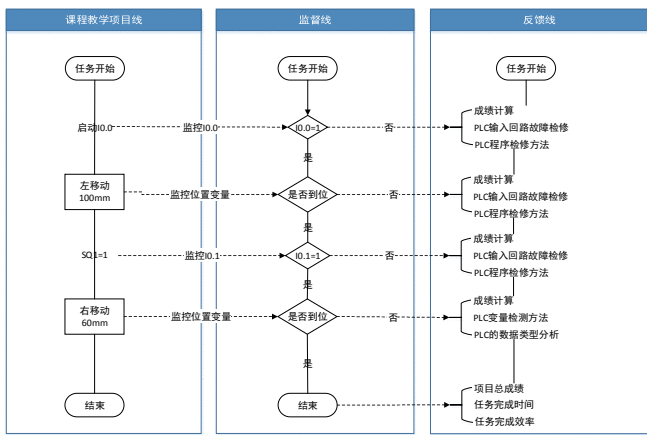 课程教学项目线
监督线
反馈线
任务开始
任务开始
任务开始
启动I0.0
监控I0.0
I0.0=1
否
成绩计算
PLC输入回路故障检修
PLC程序检修方法
是
左移动
100mm
监控位置变量
是否到位
否
成绩计算
PLC输入回路故障检修
PLC程序检修方法
是
SQ1=1
监控I0.1
I0.1=1
否
成绩计算
PLC输入回路故障检修
PLC程序检修方法
是
右移动
60mm
监控位置变量
是否到位
否
成绩计算
PLC变量检测方法
PLC的数据类型分析
是
结束
结束
项目总成绩
任务完成时间
任务完成效率